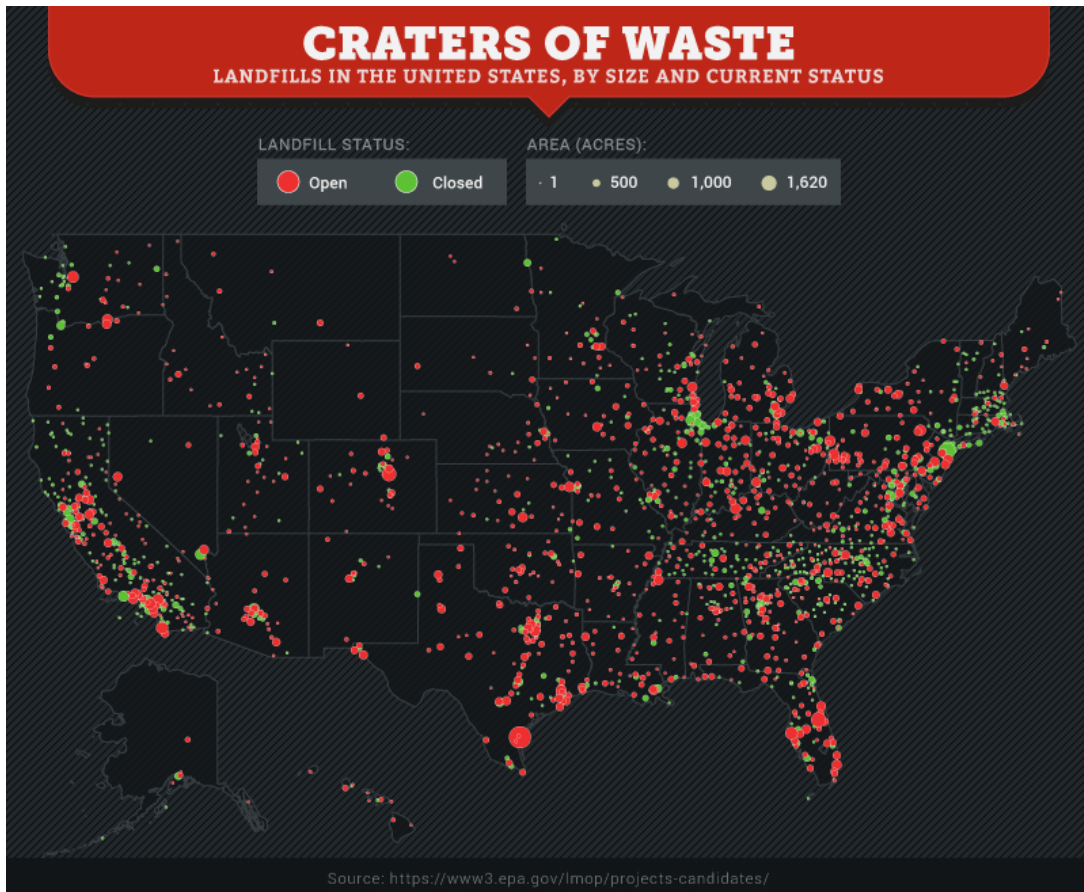 CRATERS OF WASTE
LANDFILLS IN THE UNITED STATES, BY SIZE AND CURRENT STATUS
LANDFILL STATUS:
Open
Closed
AREA (ACRES):
1
500
1,000
1,620
Source: https://www3.epa.gov/lmop/projects-candidates/